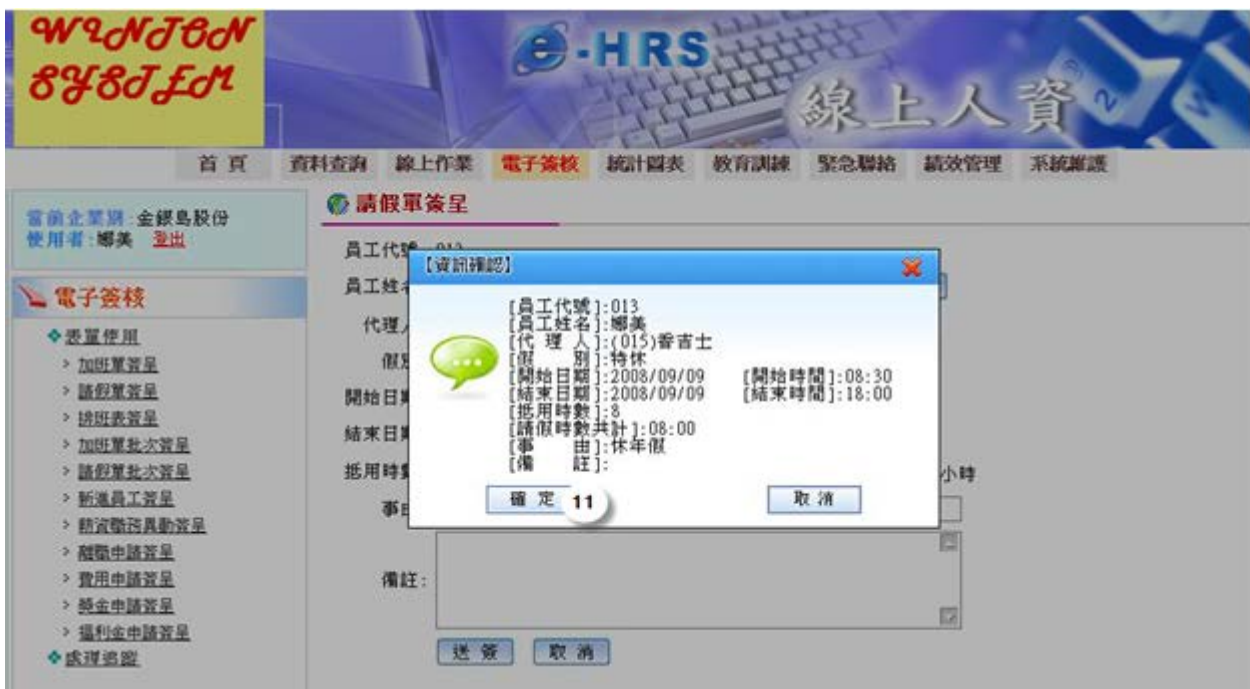 WINTON
SYSTEM
e-HRS
線上人資
首 頁 資料查詢 線上作業 電子簽核 統計圖表 教育訓練 緊急聯絡 績效管理 系統維護
當前企業別:金銀島股份
使用者:娜美 登出
電子簽核
表單使用
> 加班單簽呈
> 請假單簽呈
> 排班表簽呈
> 加班單批次簽呈
> 請假單批次簽呈
> 新進員工簽呈
> 薪資職務異動簽呈
> 離職申請簽呈
> 費用申請簽呈
> 獎金申請簽呈
> 福利金申請簽呈
處理追蹤
請假單簽呈
員工代號 013
員工姓名
代理人
假別
開始日期
結束日期
抵用時數 小時
事由
備註:
送 簽 取 消
【資訊確認】
[員工代號]:013
[員工姓名]:娜美
[代 理 人]:(015)香吉士
[假 別]:特休
[開始日期]:2008/09/09 [開始時間]:08:30
[結束日期]:2008/09/09 [結束時間]:18:00
[抵用時數]:8
[請假時數共計]:08:00
[事 由]:休年假
[備 註]:
確 定 11 取 消